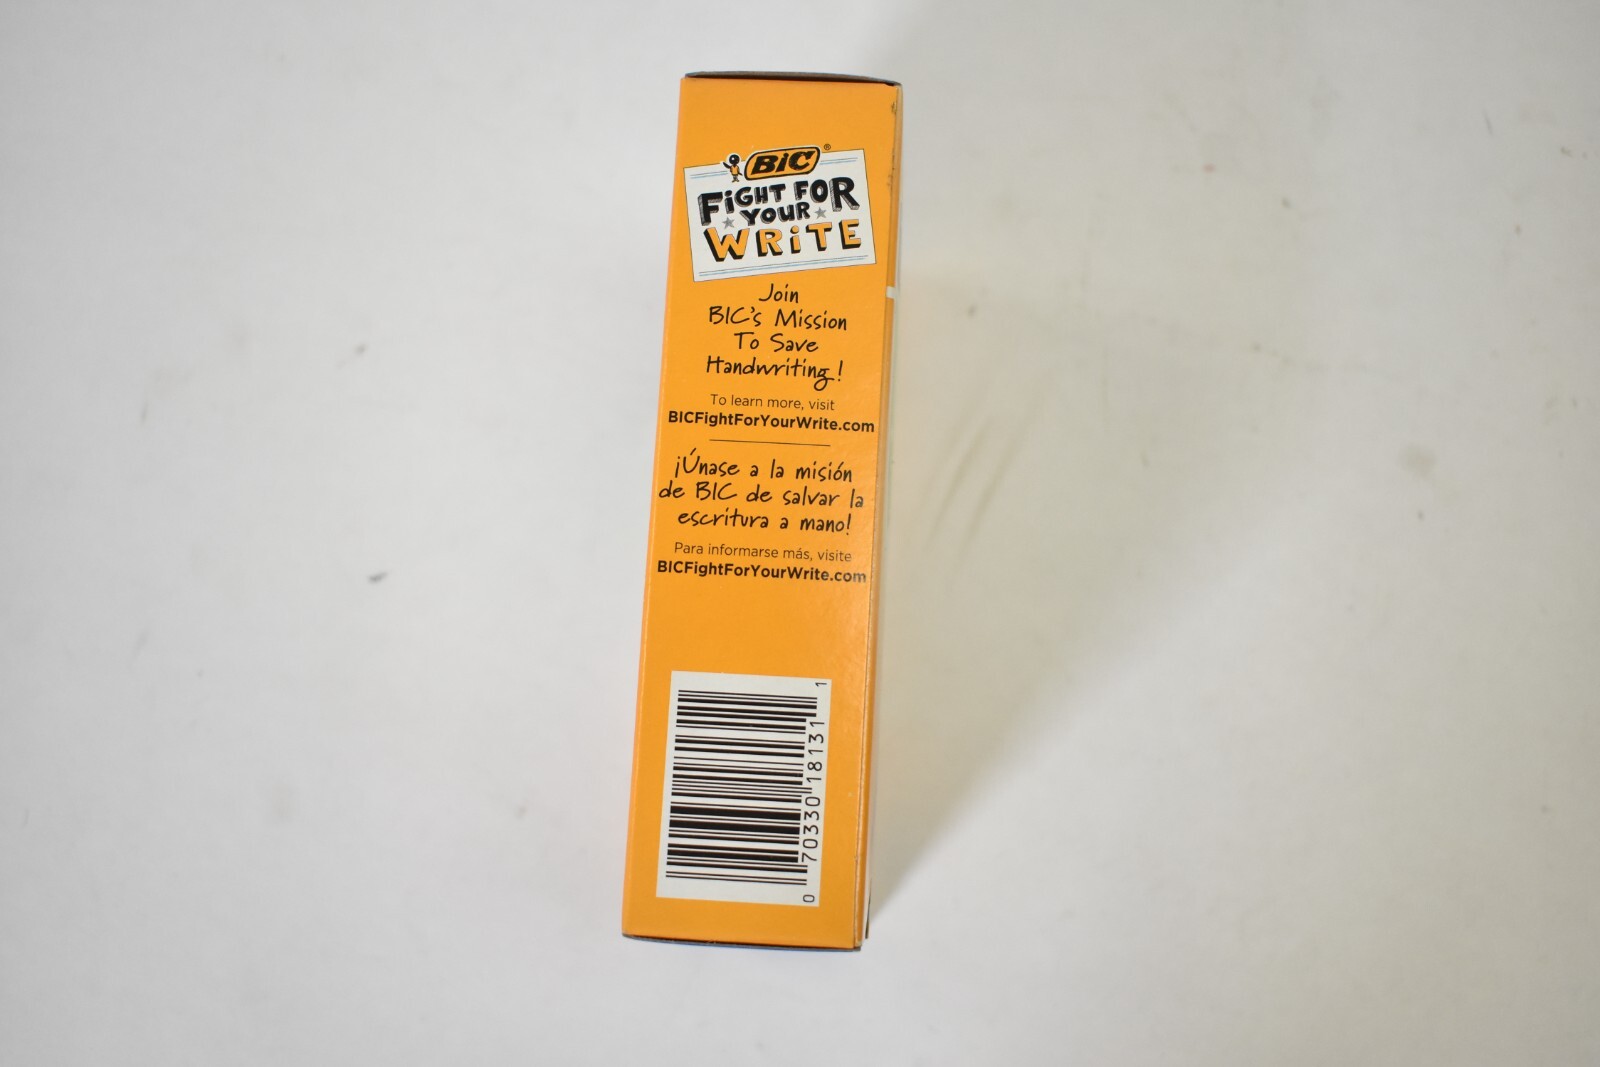 BIC®
FiGHT FOR
YOUR
WRiTE
Join
BIC's Mission
To Save
Handwriting!
To learn more, visit
BICFightForYourWrite.com
¡Únase a la misión
de BIC de salvar la
escritura a mano!
Para informarse más, visite
BICFightForYourWrite.com
0 70330 18131 1